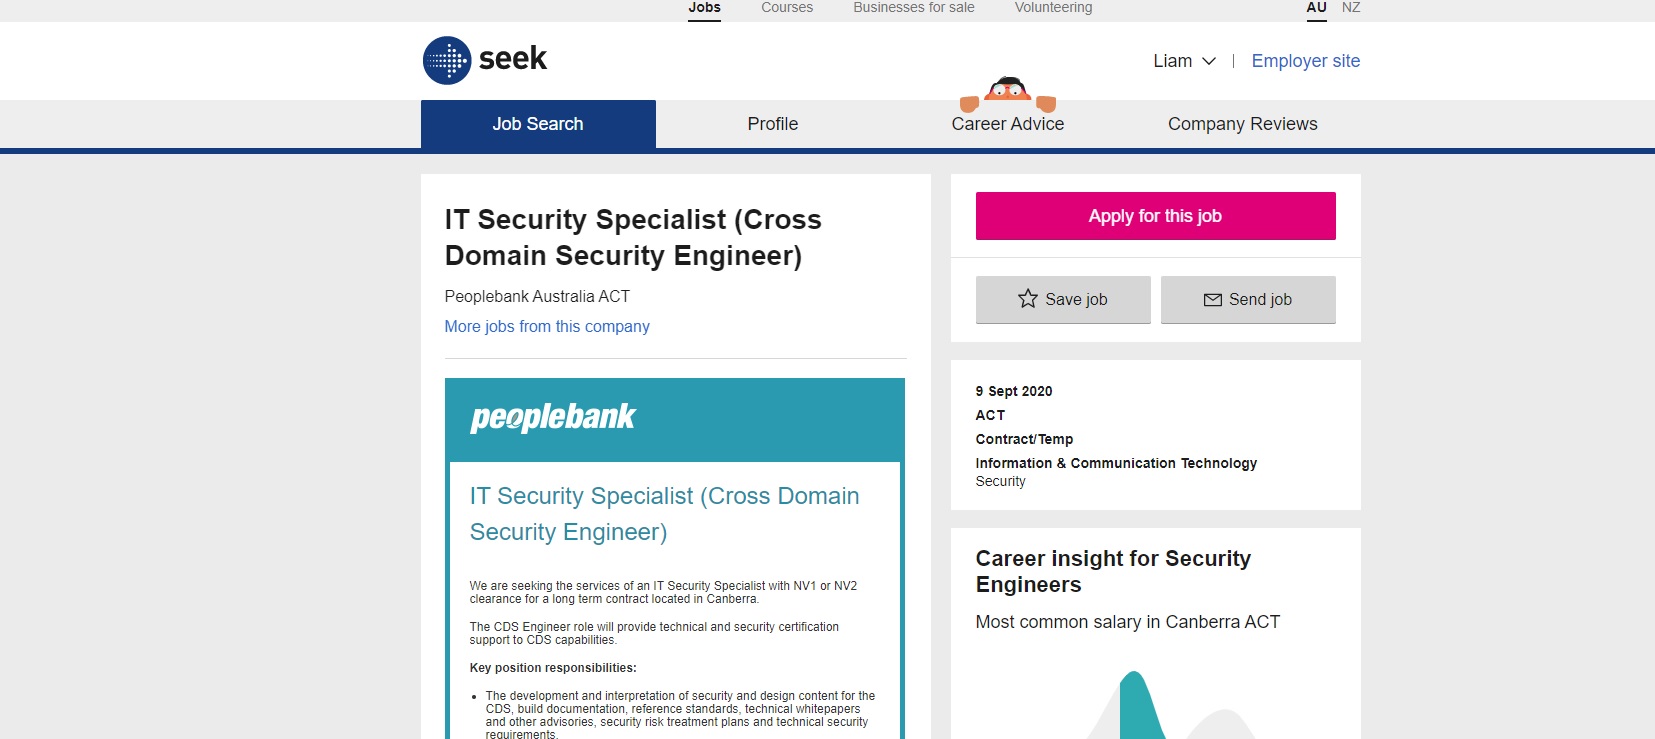 Jobs Courses Businesses for sale Volunteering AU NZ
seek
Liam Employer site
Job Search Profile Career Advice Company Reviews
IT Security Specialist (Cross
Domain Security Engineer)
Peoplebank Australia ACT
More jobs from this company
peoplebank
IT Security Specialist (Cross Domain
Security Engineer)
We are seeking the services of an IT Security Specialist with NV1 or NV2
clearance for a long term contract located in Canberra.
The CDS Engineer role will provide technical and security certification
support to CDS capabilities.
Key position responsibilities:
• The development and interpretation of security and design content for the
CDS, build documentation, reference standards, technical whitepapers
and other advisories, security risk treatment plans and technical security
requirements.
Apply for this job
Save job Send job
9 Sept 2020
ACT
Contract/Temp
Information & Communication Technology
Security
Career insight for Security
Engineers
Most common salary in Canberra ACT